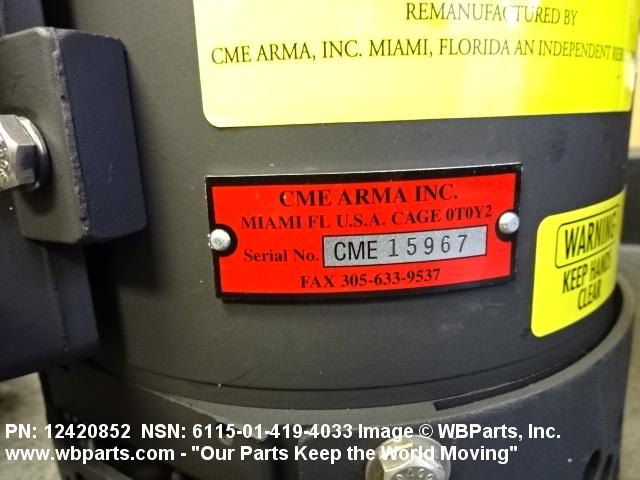 REMANUFACTURED BY
CME ARMA, INC. MIAMI, FLORIDA AN INDEPENDENT
CME ARMA INC.
MIAMI FL U.S.A. CAGE 0T0Y2
Serial No. CME 15967
FAX 305-633-9537
WARNING
KEEP HANDS
CLEAR
PN: 12420852 NSN: 6115-01-419-4033 Image © WBParts, Inc.
www.wbparts.com - "Our Parts Keep the World Moving"